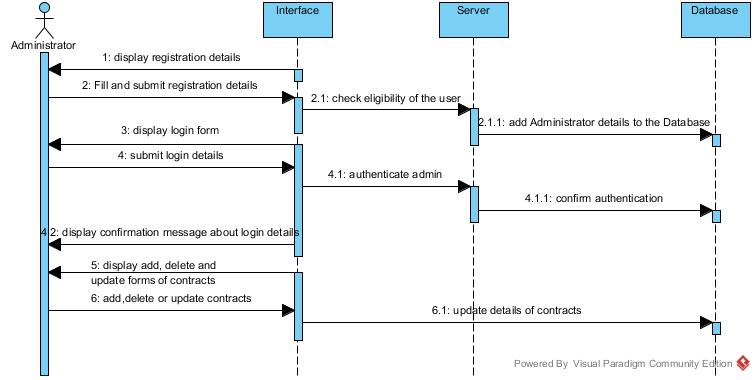 Interface
Server
Database
Administrator
1: display registration details
2: Fill and submit registration details
2.1: check eligibility of the user
2.1.1: add Administrator details to the Database
3: display login form
4: submit login details
4.1: authenticate admin
4.1.1: confirm authentication
4.2: display confirmation message about login details
5: display add, delete and
update forms of contracts
6: add,delete or update contracts
6.1: update details of contracts
Powered By Visual Paradigm Community Edition